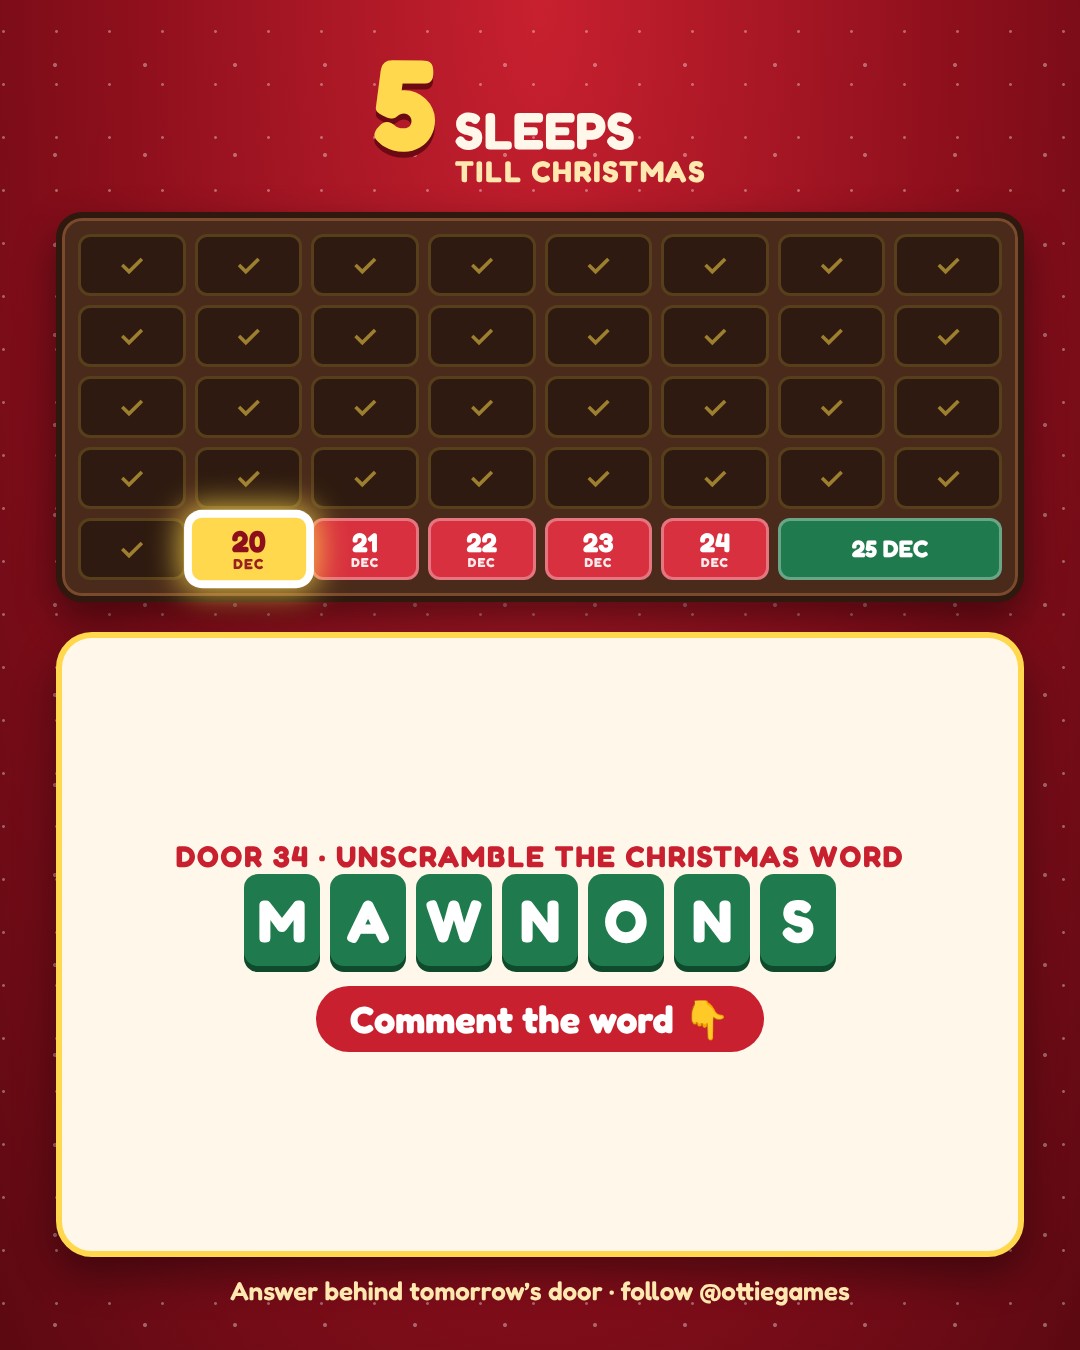 5 SLEEPS
TILL CHRISTMAS
20 DEC
21 DEC
22 DEC
23 DEC
24 DEC
25 DEC
DOOR 34 · UNSCRAMBLE THE CHRISTMAS WORD
M A W N O N S
Comment the word 👇
Answer behind tomorrow’s door · follow @ottiegames